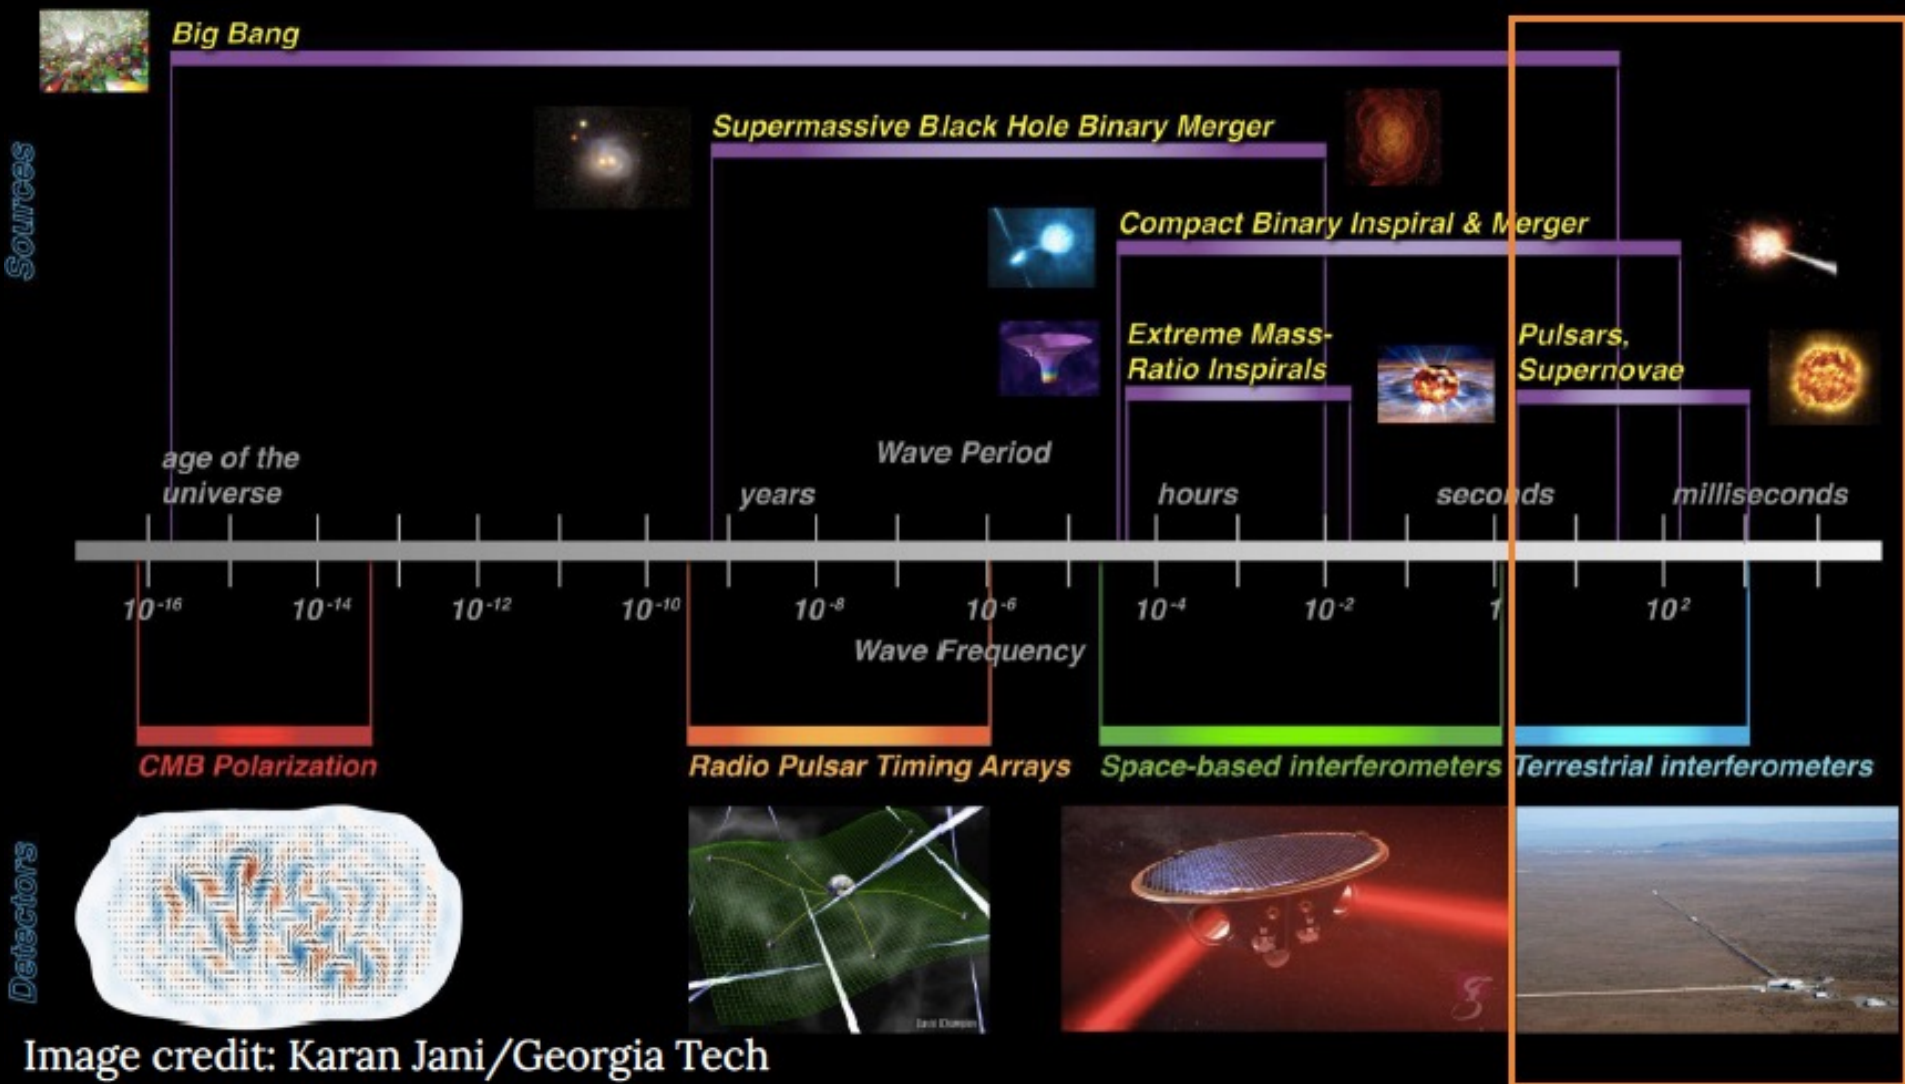 Big Bang
Supermassive Black Hole Binary Merger
Sources
Compact Binary Inspiral & Merger
Extreme Mass-
Ratio Inspirals
Pulsars,
Supernovae
age of the
universe
Wave Period
years
hours
seconds
milliseconds
10⁻¹⁶
10⁻¹⁴
10⁻¹²
10⁻¹⁰
10⁻⁸
10⁻⁶
10⁻⁴
10⁻²
1
10²
Wave Frequency
CMB Polarization
Radio Pulsar Timing Arrays
Space-based interferometers
Terrestrial interferometers
Detectors
Image credit: Karan Jani/Georgia Tech